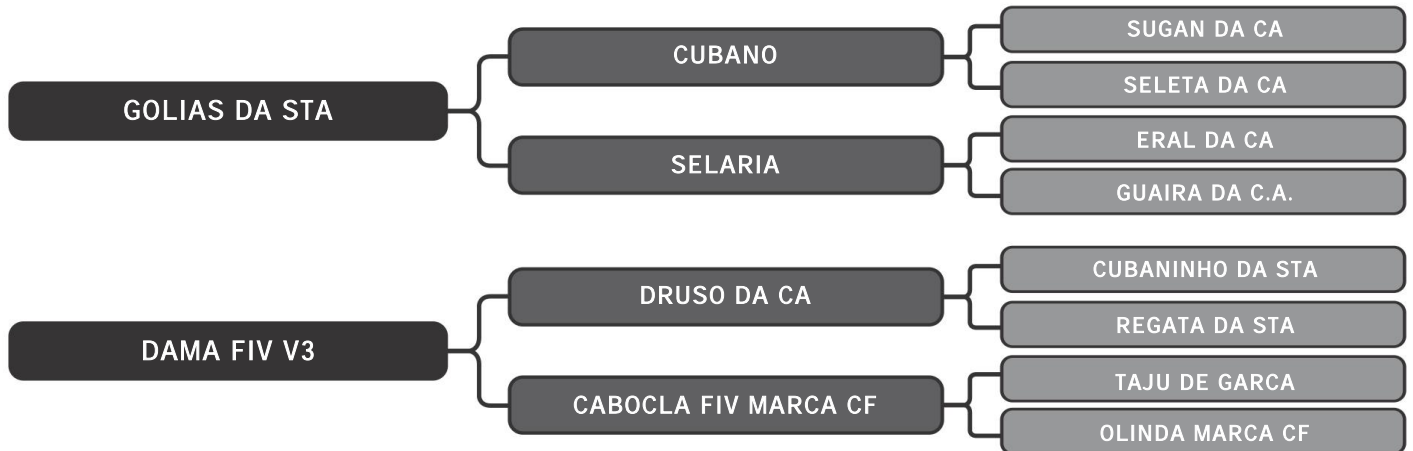 GOLIAS DA STA
CUBANO
SELARIA
SUGAN DA CA
SELETA DA CA
ERAL DA CA
GUAIRA DA C.A.
DAMA FIV V3
DRUSO DA CA
CABOCLA FIV MARCA CF
CUBANINHO DA STA
REGATA DA STA
TAJU DE GARCA
OLINDA MARCA CF